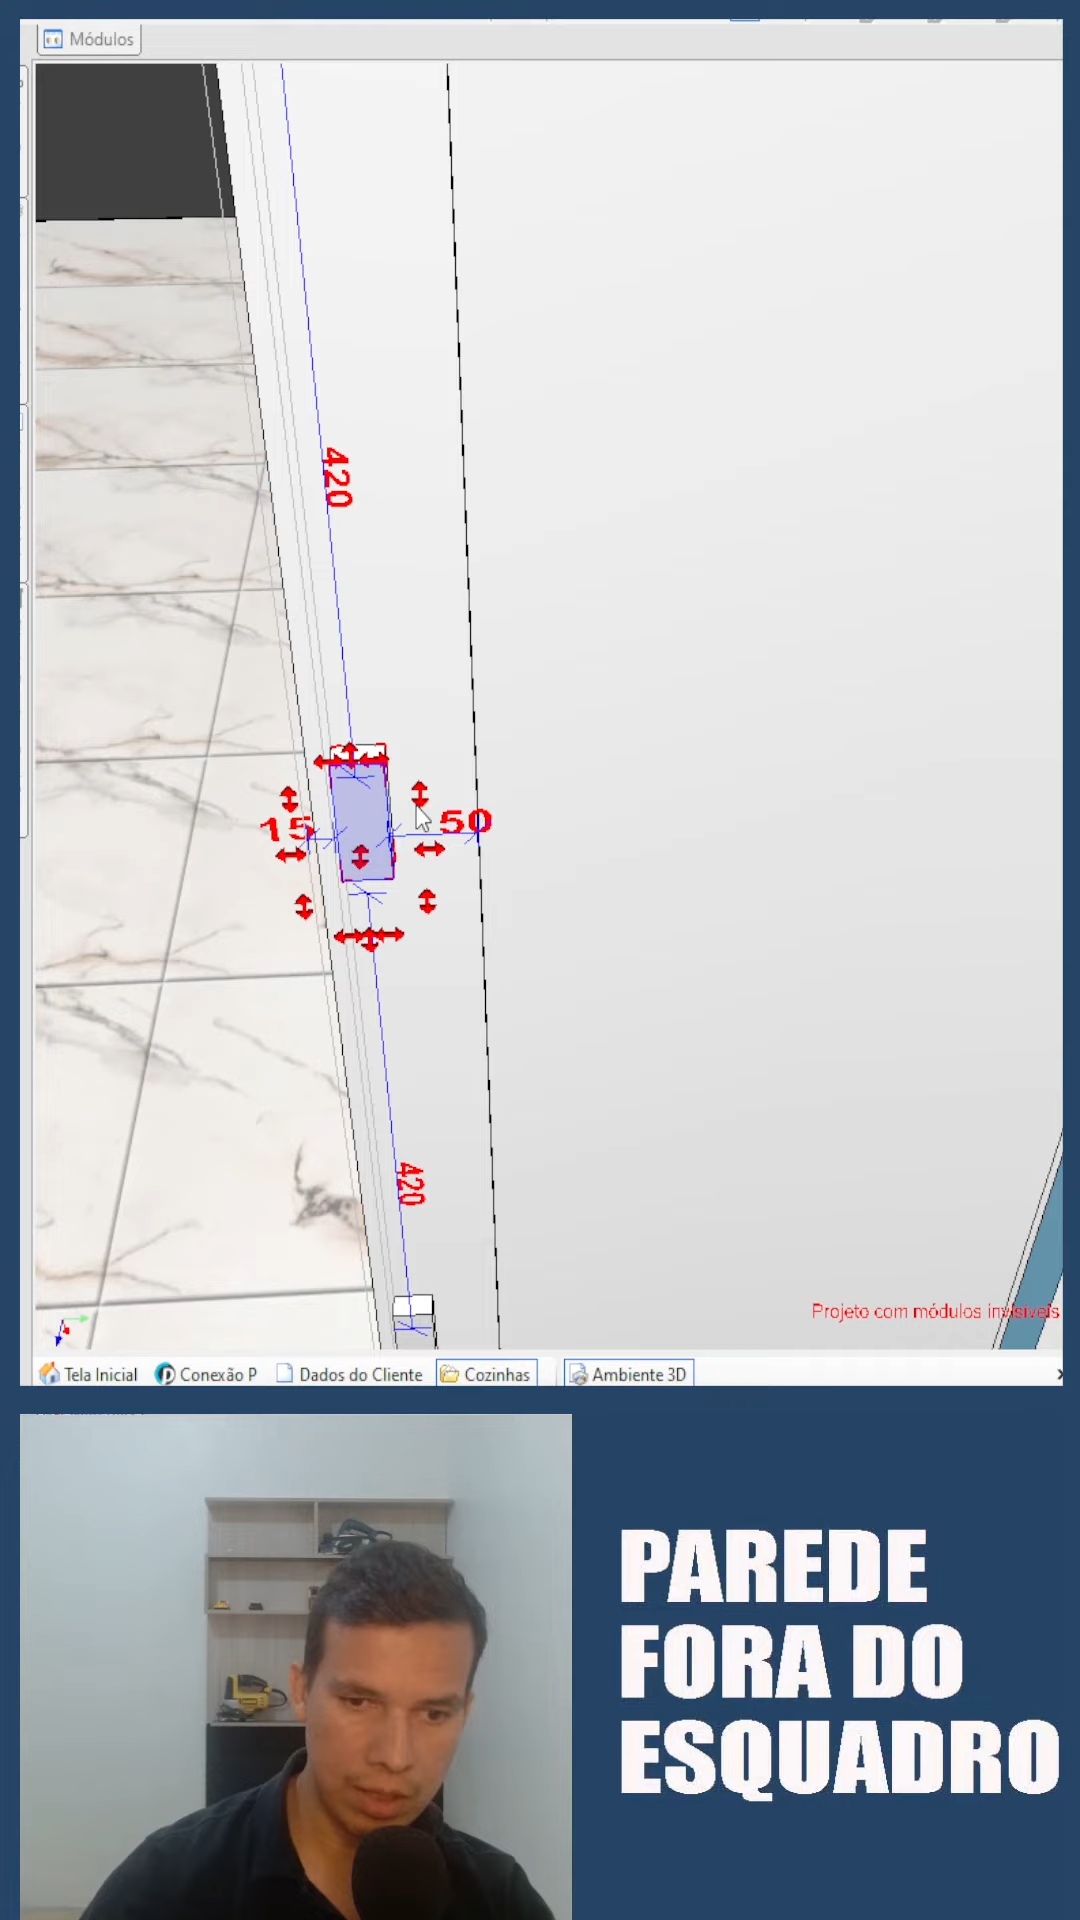 Módulos
420
15
50
420
Projeto com módulos invisíveis
Tela Inicial
Conexão P
Dados do Cliente
Cozinhas
Ambiente 3D
PAREDE
FORA DO
ESQUADRO